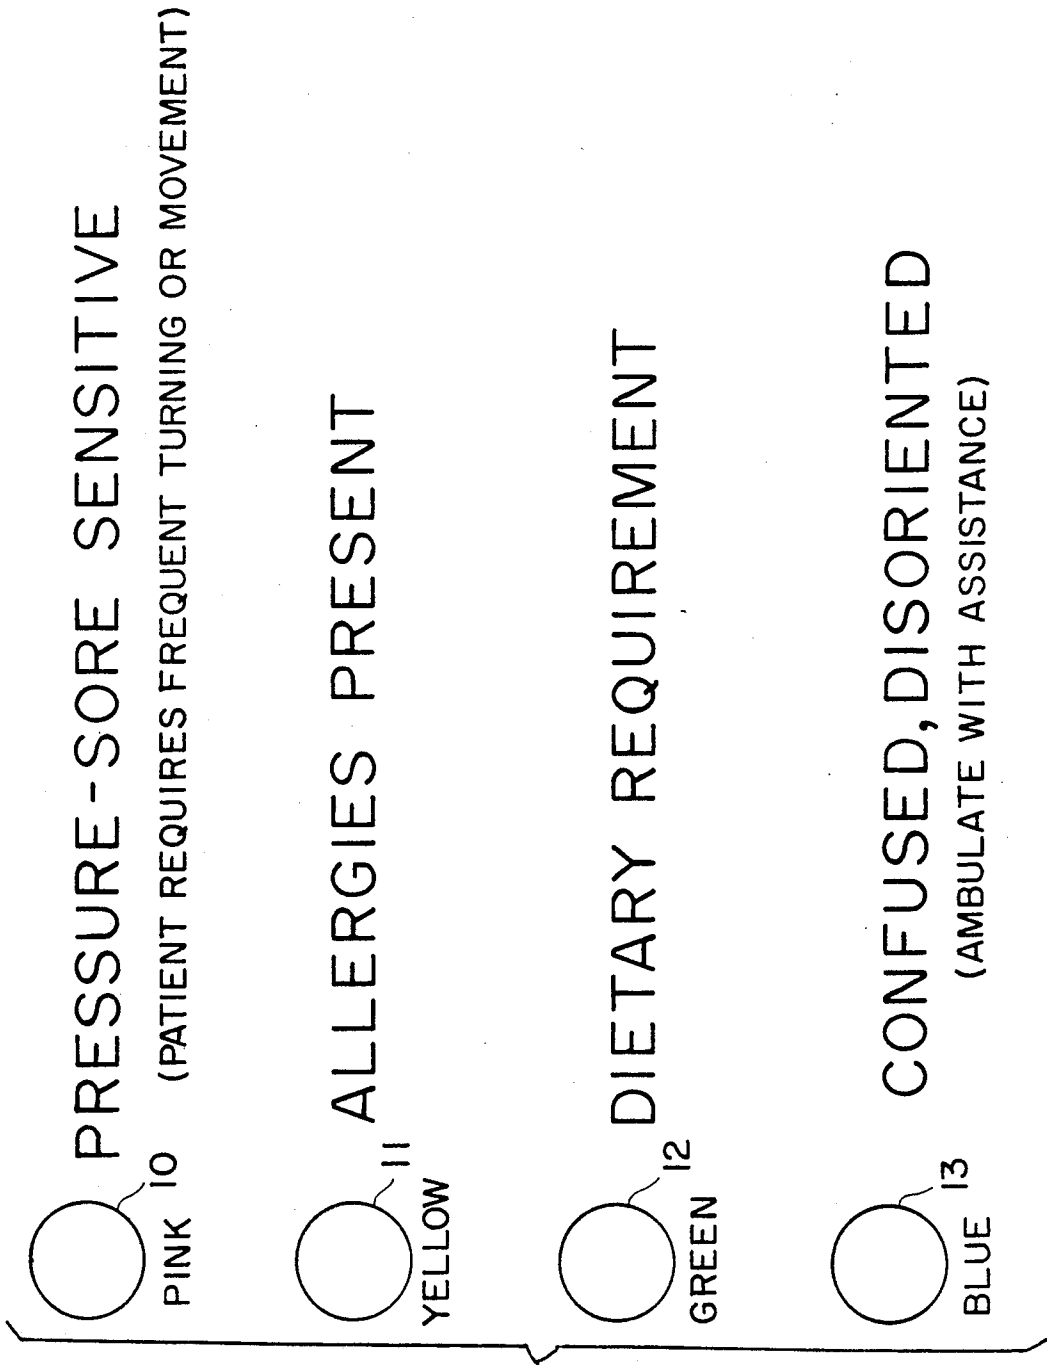 PRESSURE-SORE SENSITIVE
10
PINK
(PATIENT REQUIRES FREQUENT TURNING OR MOVEMENT)
ALLERGIES PRESENT
11
YELLOW
DIETARY REQUIREMENT
12
GREEN
CONFUSED, DISORIENTED
13
BLUE
(AMBULATE WITH ASSISTANCE)